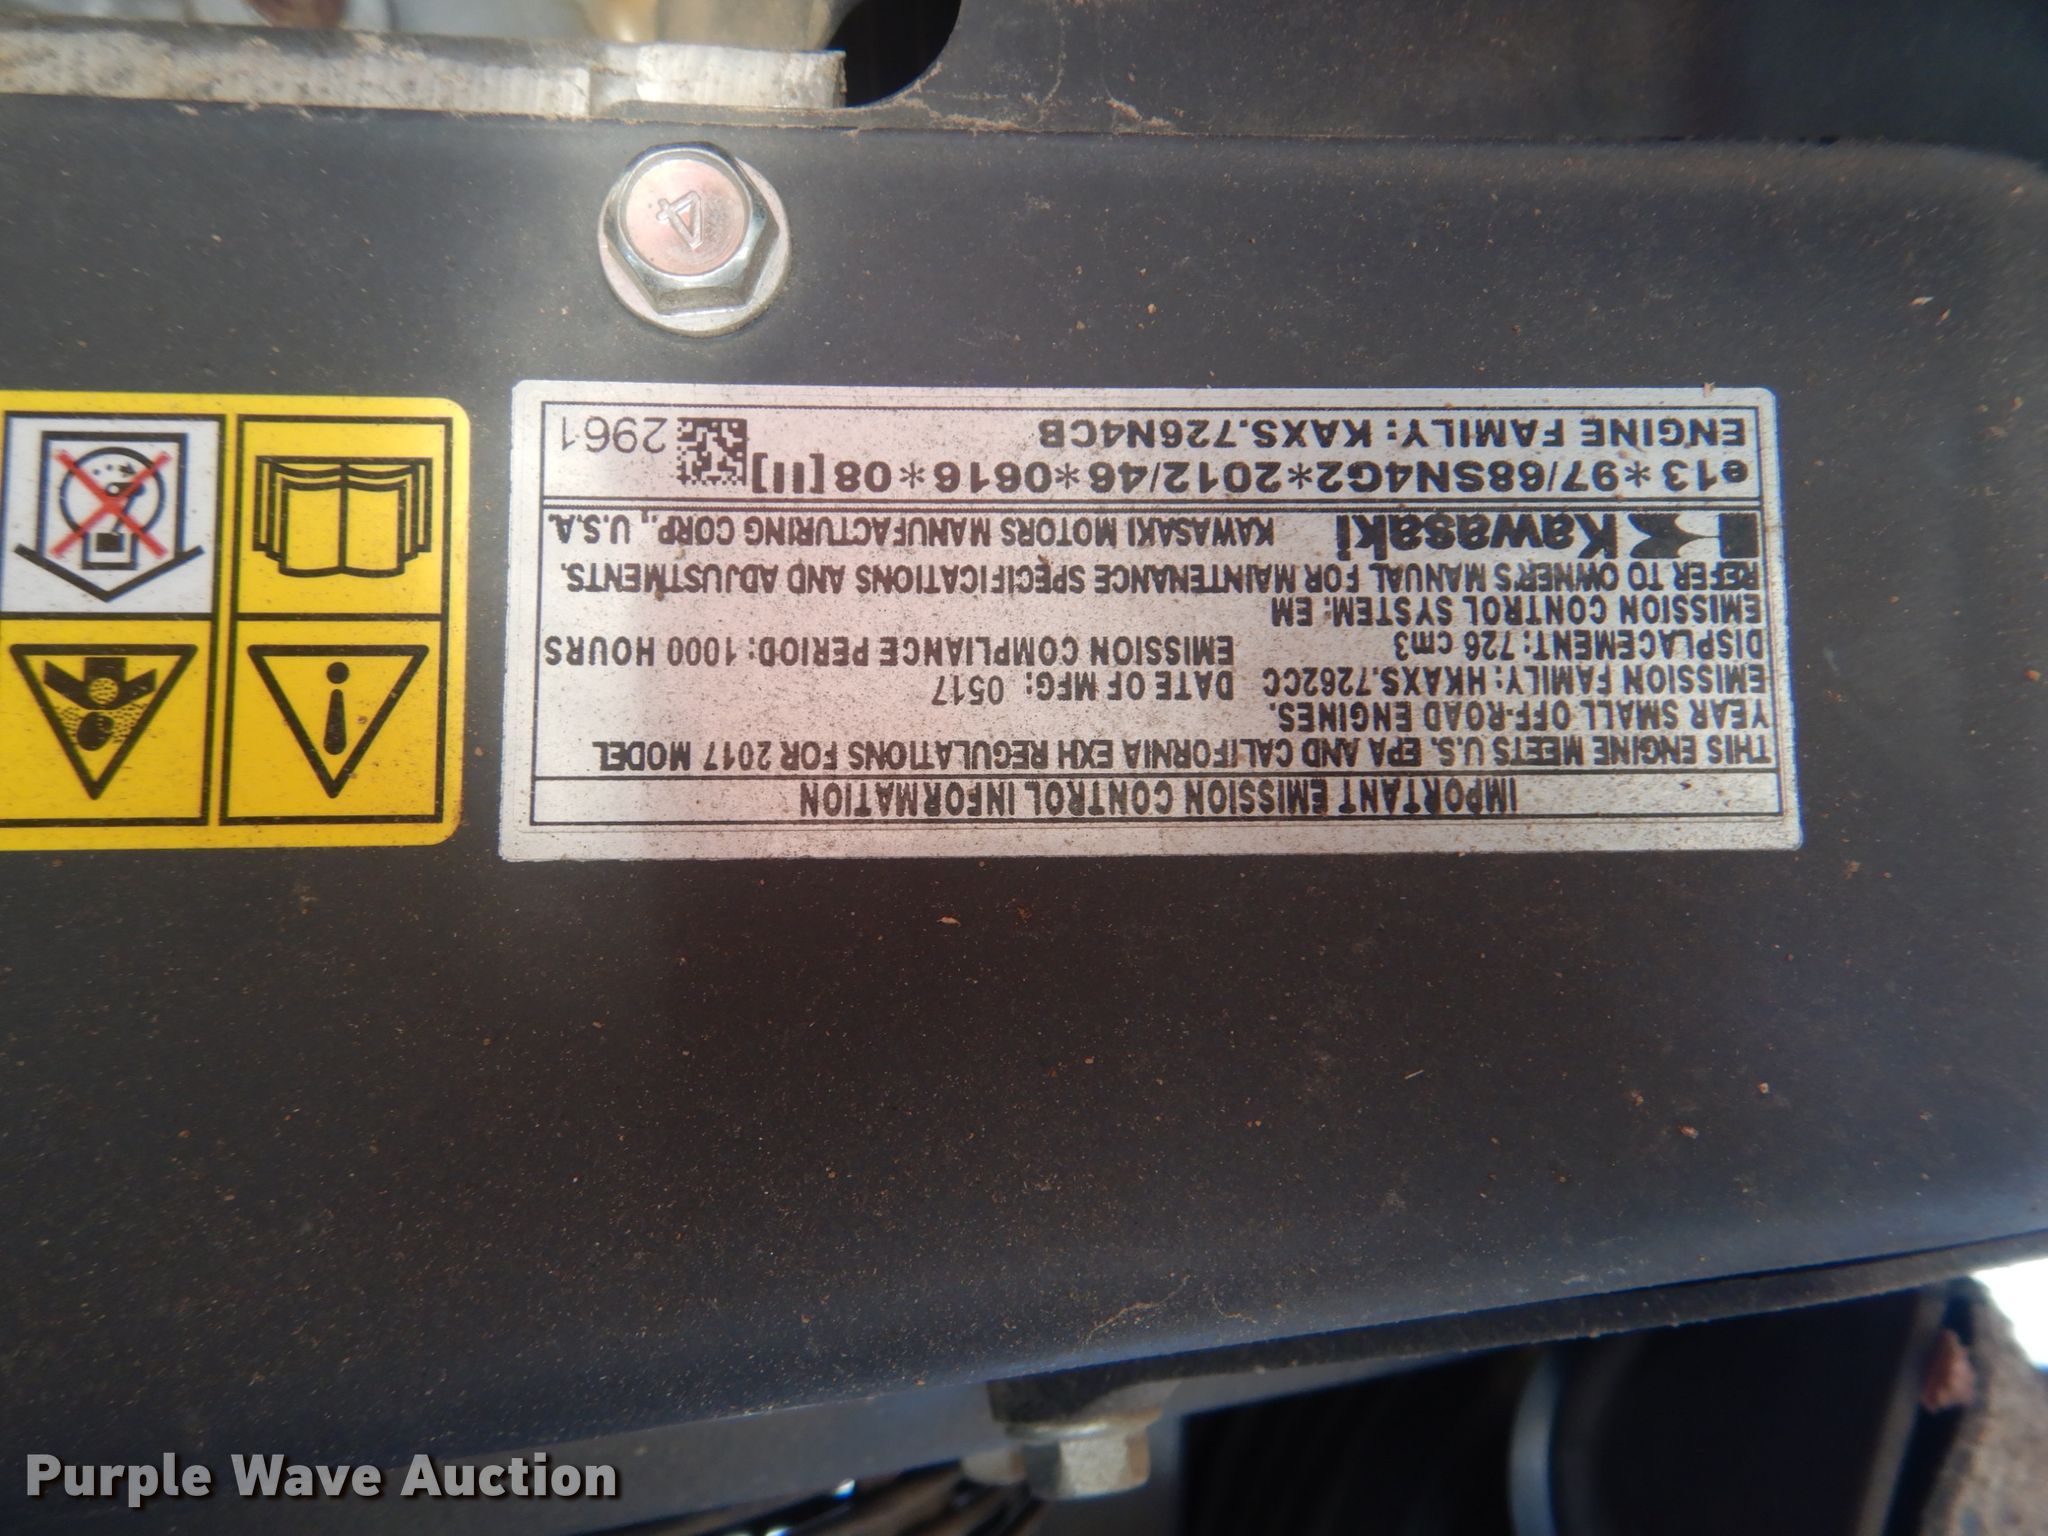 IMPORTANT EMISSION CONTROL INFORMATION
THIS ENGINE MEETS U.S. EPA AND CALIFORNIA EXH REGULATIONS FOR 2017 MODEL
YEAR SMALL OFF-ROAD ENGINES.
EMISSION FAMILY: HKAXS.7262CC DATE OF MFG: 0517
DISPLACEMENT: 726 cm3 EMISSION COMPLIANCE PERIOD: 1000 HOURS
EMISSION CONTROL SYSTEM: EM
REFER TO OWNER'S MANUAL FOR MAINTENANCE SPECIFICATIONS AND ADJUSTMENTS.
Kawasaki KAWASAKI MOTORS MANUFACTURING CORP., U.S.A.
e13*97/68SN4G2*2012/46*0616*08[II]
ENGINE FAMILY: KAXS.726N4CB 2961
4
Purple Wave Auction